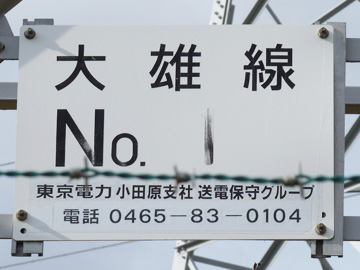 大雄線
No. 1
東京電力 小田原支社 送電保守グループ
電話 0465-83-0104